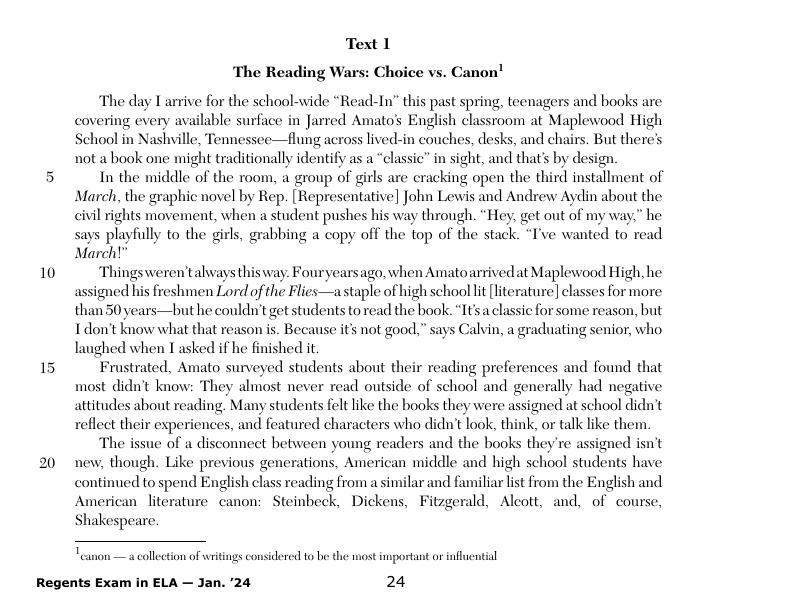 Text 1
The Reading Wars: Choice vs. Canon1
The day I arrive for the school-wide “Read-In” this past spring, teenagers and books are
covering every available surface in Jarred Amato’s English classroom at Maplewood High
School in Nashville, Tennessee—flung across lived-in couches, desks, and chairs. But there’s
not a book one might traditionally identify as a “classic” in sight, and that’s by design.
5 In the middle of the room, a group of girls are cracking open the third installment of
March, the graphic novel by Rep. [Representative] John Lewis and Andrew Aydin about the
civil rights movement, when a student pushes his way through. “Hey, get out of my way,” he
says playfully to the girls, grabbing a copy off the top of the stack. “I’ve wanted to read
March!”
10 Things weren’t always this way. Four years ago, when Amato arrived at Maplewood High, he
assigned his freshmen Lord of the Flies—a staple of high school lit [literature] classes for more
than 50 years—but he couldn’t get students to read the book. “It’s a classic for some reason, but
I don’t know what that reason is. Because it’s not good,” says Calvin, a graduating senior, who
laughed when I asked if he finished it.
15 Frustrated, Amato surveyed students about their reading preferences and found that
most didn’t know: They almost never read outside of school and generally had negative
attitudes about reading. Many students felt like the books they were assigned at school didn’t
reflect their experiences, and featured characters who didn’t look, think, or talk like them.
The issue of a disconnect between young readers and the books they’re assigned isn’t
20 new, though. Like previous generations, American middle and high school students have
continued to spend English class reading from a similar and familiar list from the English and
American literature canon: Steinbeck, Dickens, Fitzgerald, Alcott, and, of course,
Shakespeare.
1canon — a collection of writings considered to be the most important or influential
Regents Exam in ELA — Jan. ’24 24